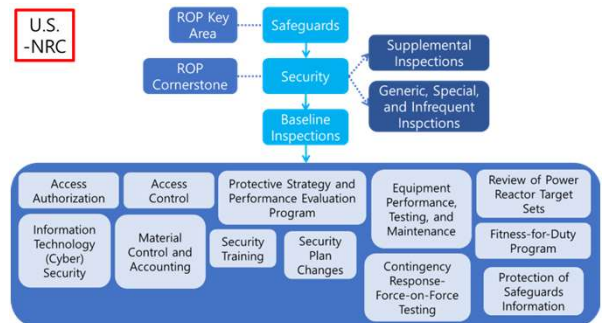 U.S.
-NRC
ROP Key
Area
Safeguards
ROP
Cornerstone
Security
Supplemental
Inspections
Generic, Special,
and Infrequent
Inspctions
Baseline
Inspections
Access
Authorization
Access
Control
Protective Strategy and
Performance Evaluation
Program
Equipment
Performance,
Testing, and
Maintenance
Review of Power
Reactor Target
Sets
Information
Technology
(Cyber)
Security
Material
Control and
Accounting
Security
Training
Security
Plan
Changes
Contingency
Response-
Force-on-Force
Testing
Fitness-for-Duty
Program
Protection of
Safeguards
Information